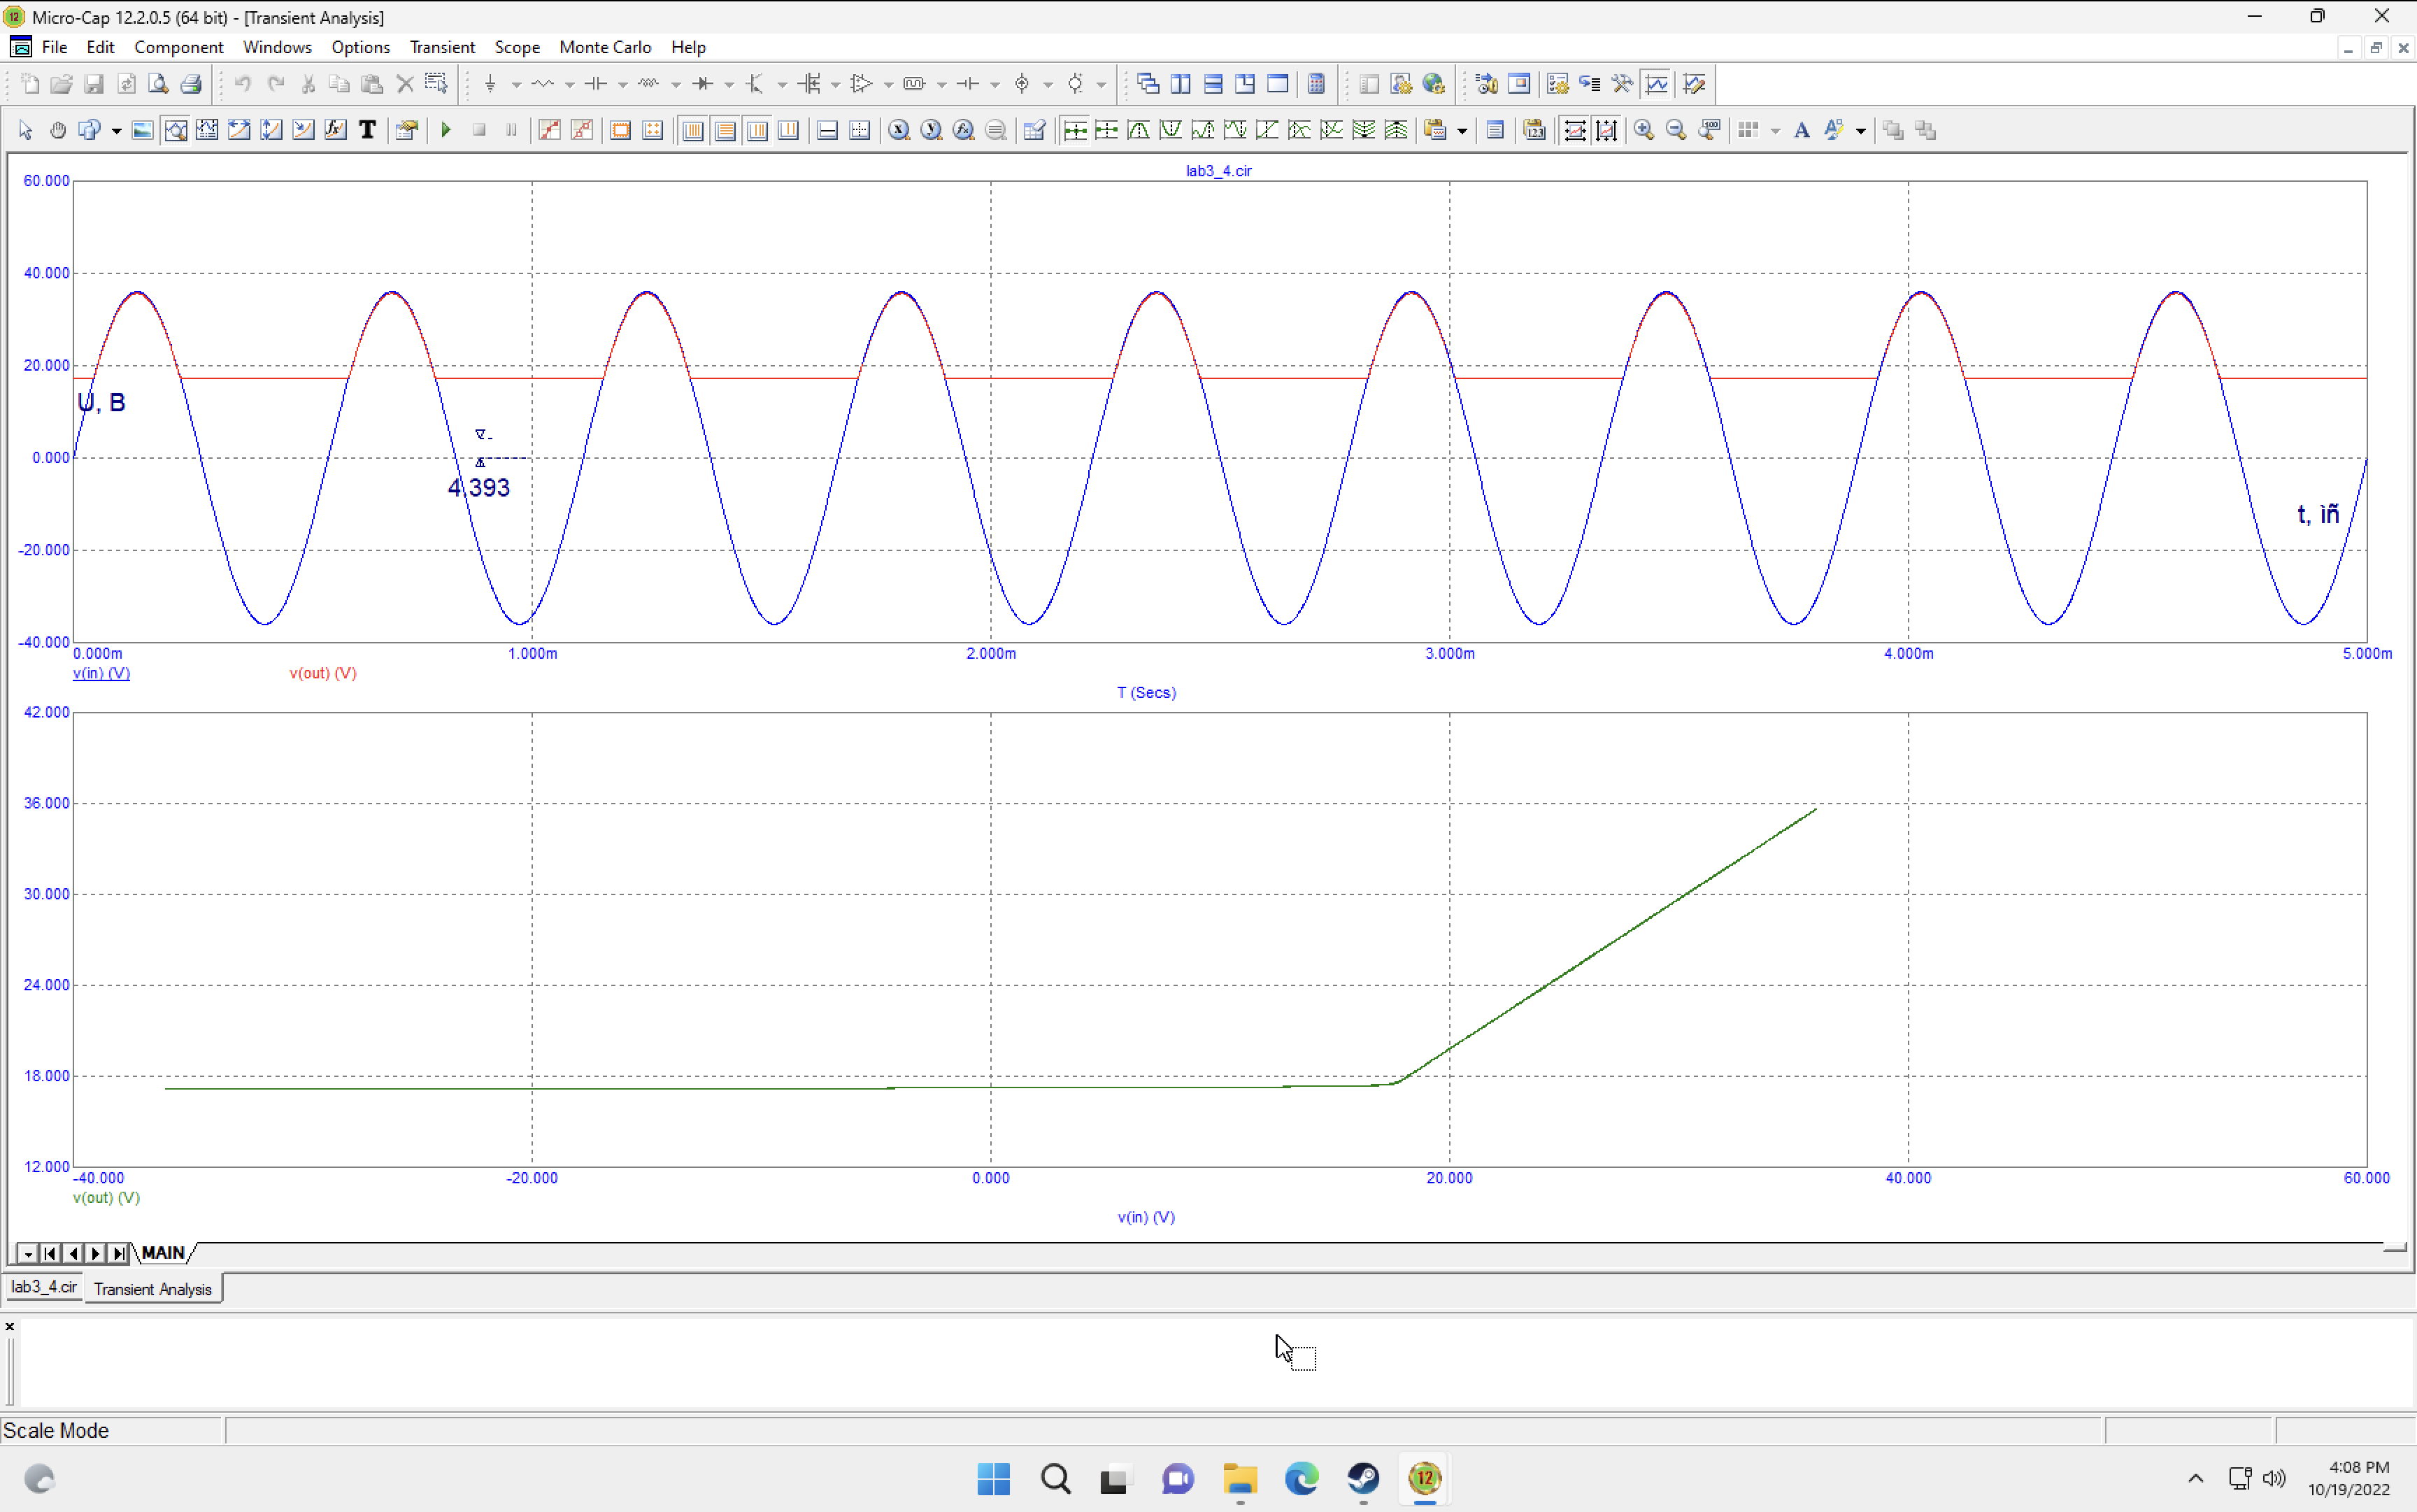 Micro-Cap 12.2.0.5 (64 bit) - [Transient Analysis]
File Edit Component Windows Options Transient Scope Monte Carlo Help
lab3_4.cir
60.000
40.000
20.000
U, B
0.000
4.393
t, ìñ
-20.000
-40.000
0.000m 1.000m 2.000m 3.000m 4.000m 5.000m
v(in) (V) v(out) (V)
T (Secs)
42.000
36.000
30.000
24.000
18.000
12.000
-40.000 -20.000 0.000 20.000 40.000 60.000
v(out) (V)
v(in) (V)
MAIN
lab3_4.cir Transient Analysis
Scale Mode
4:08 PM
10/19/2022